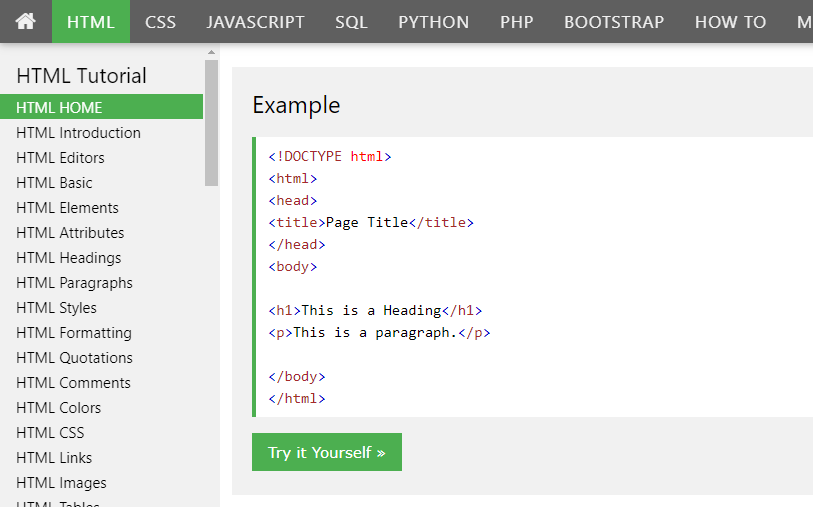 HTML CSS JAVASCRIPT SQL PYTHON PHP BOOTSTRAP HOW TO M
HTML Tutorial
HTML HOME
HTML Introduction
HTML Editors
HTML Basic
HTML Elements
HTML Attributes
HTML Headings
HTML Paragraphs
HTML Styles
HTML Formatting
HTML Quotations
HTML Comments
HTML Colors
HTML CSS
HTML Links
HTML Images
HTML Tables
Example
<!DOCTYPE html>
<html>
<head>
<title>Page Title</title>
</head>
<body>
<h1>This is a Heading</h1>
<p>This is a paragraph.</p>
</body>
</html>
Try it Yourself »